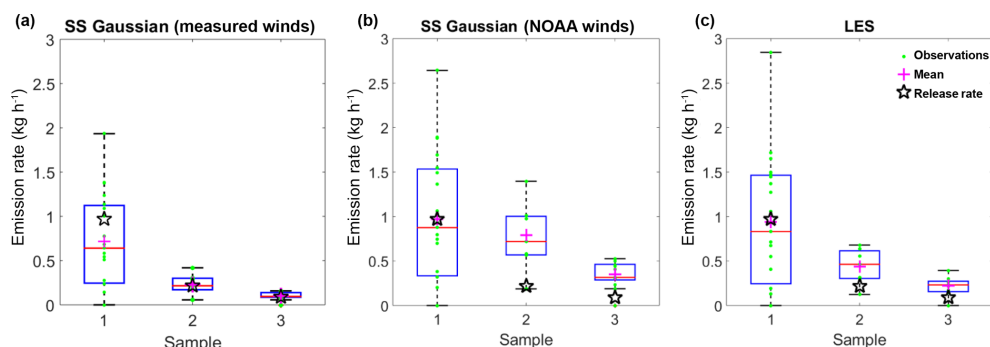 (a) SS Gaussian (measured winds)
Emission rate (kg h⁻¹)
3
2.5
2
1.5
1
0.5
0
1 2 3
Sample
(b) SS Gaussian (NOAA winds)
Emission rate (kg h⁻¹)
3
2.5
2
1.5
1
0.5
0
1 2 3
Sample
(c) LES
Emission rate (kg h⁻¹)
3
2.5
2
1.5
1
0.5
0
1 2 3
Sample
Observations
Mean
Release rate